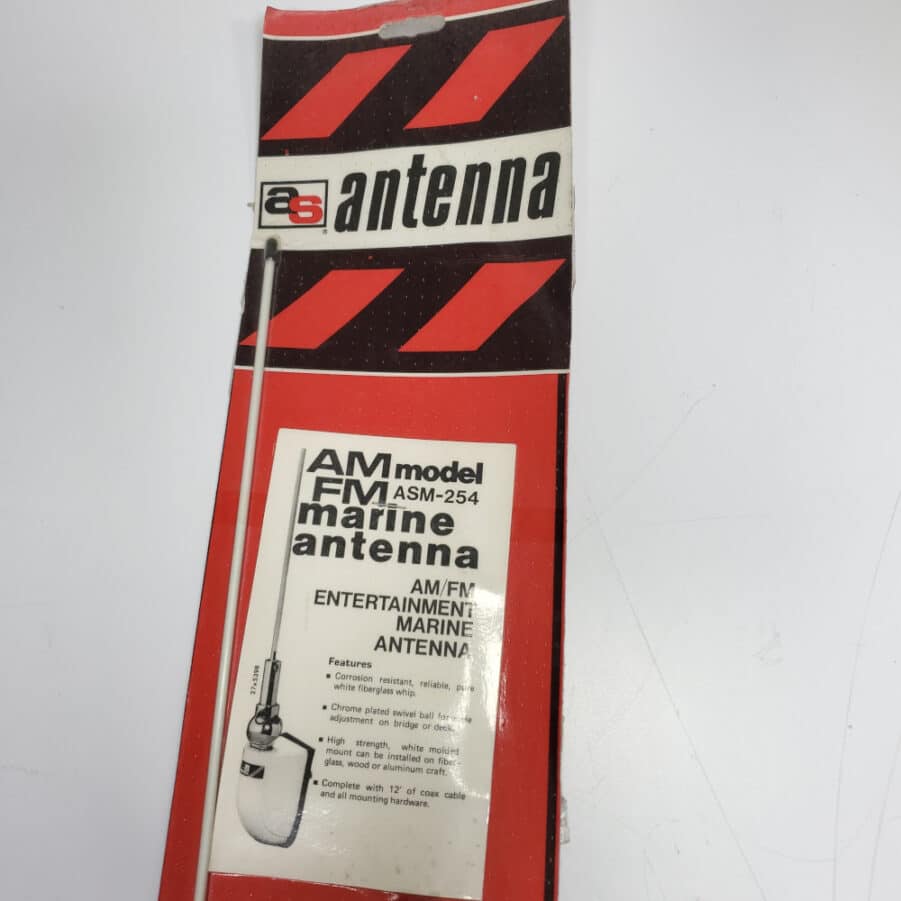 as antenna
®
AM model
FM ASM-254
marine
antenna
AM/FM
ENTERTAINMENT
MARINE
ANTENNA
Features
Corrosion resistant, reliable, pure
white fiberglass whip.
Chrome plated swivel ball for
adjustment on bridge or deck.
High strength, white molded
mount can be installed on fiber-
glass, wood or aluminum craft.
Complete with 12' of coax cable
and all mounting hardware.